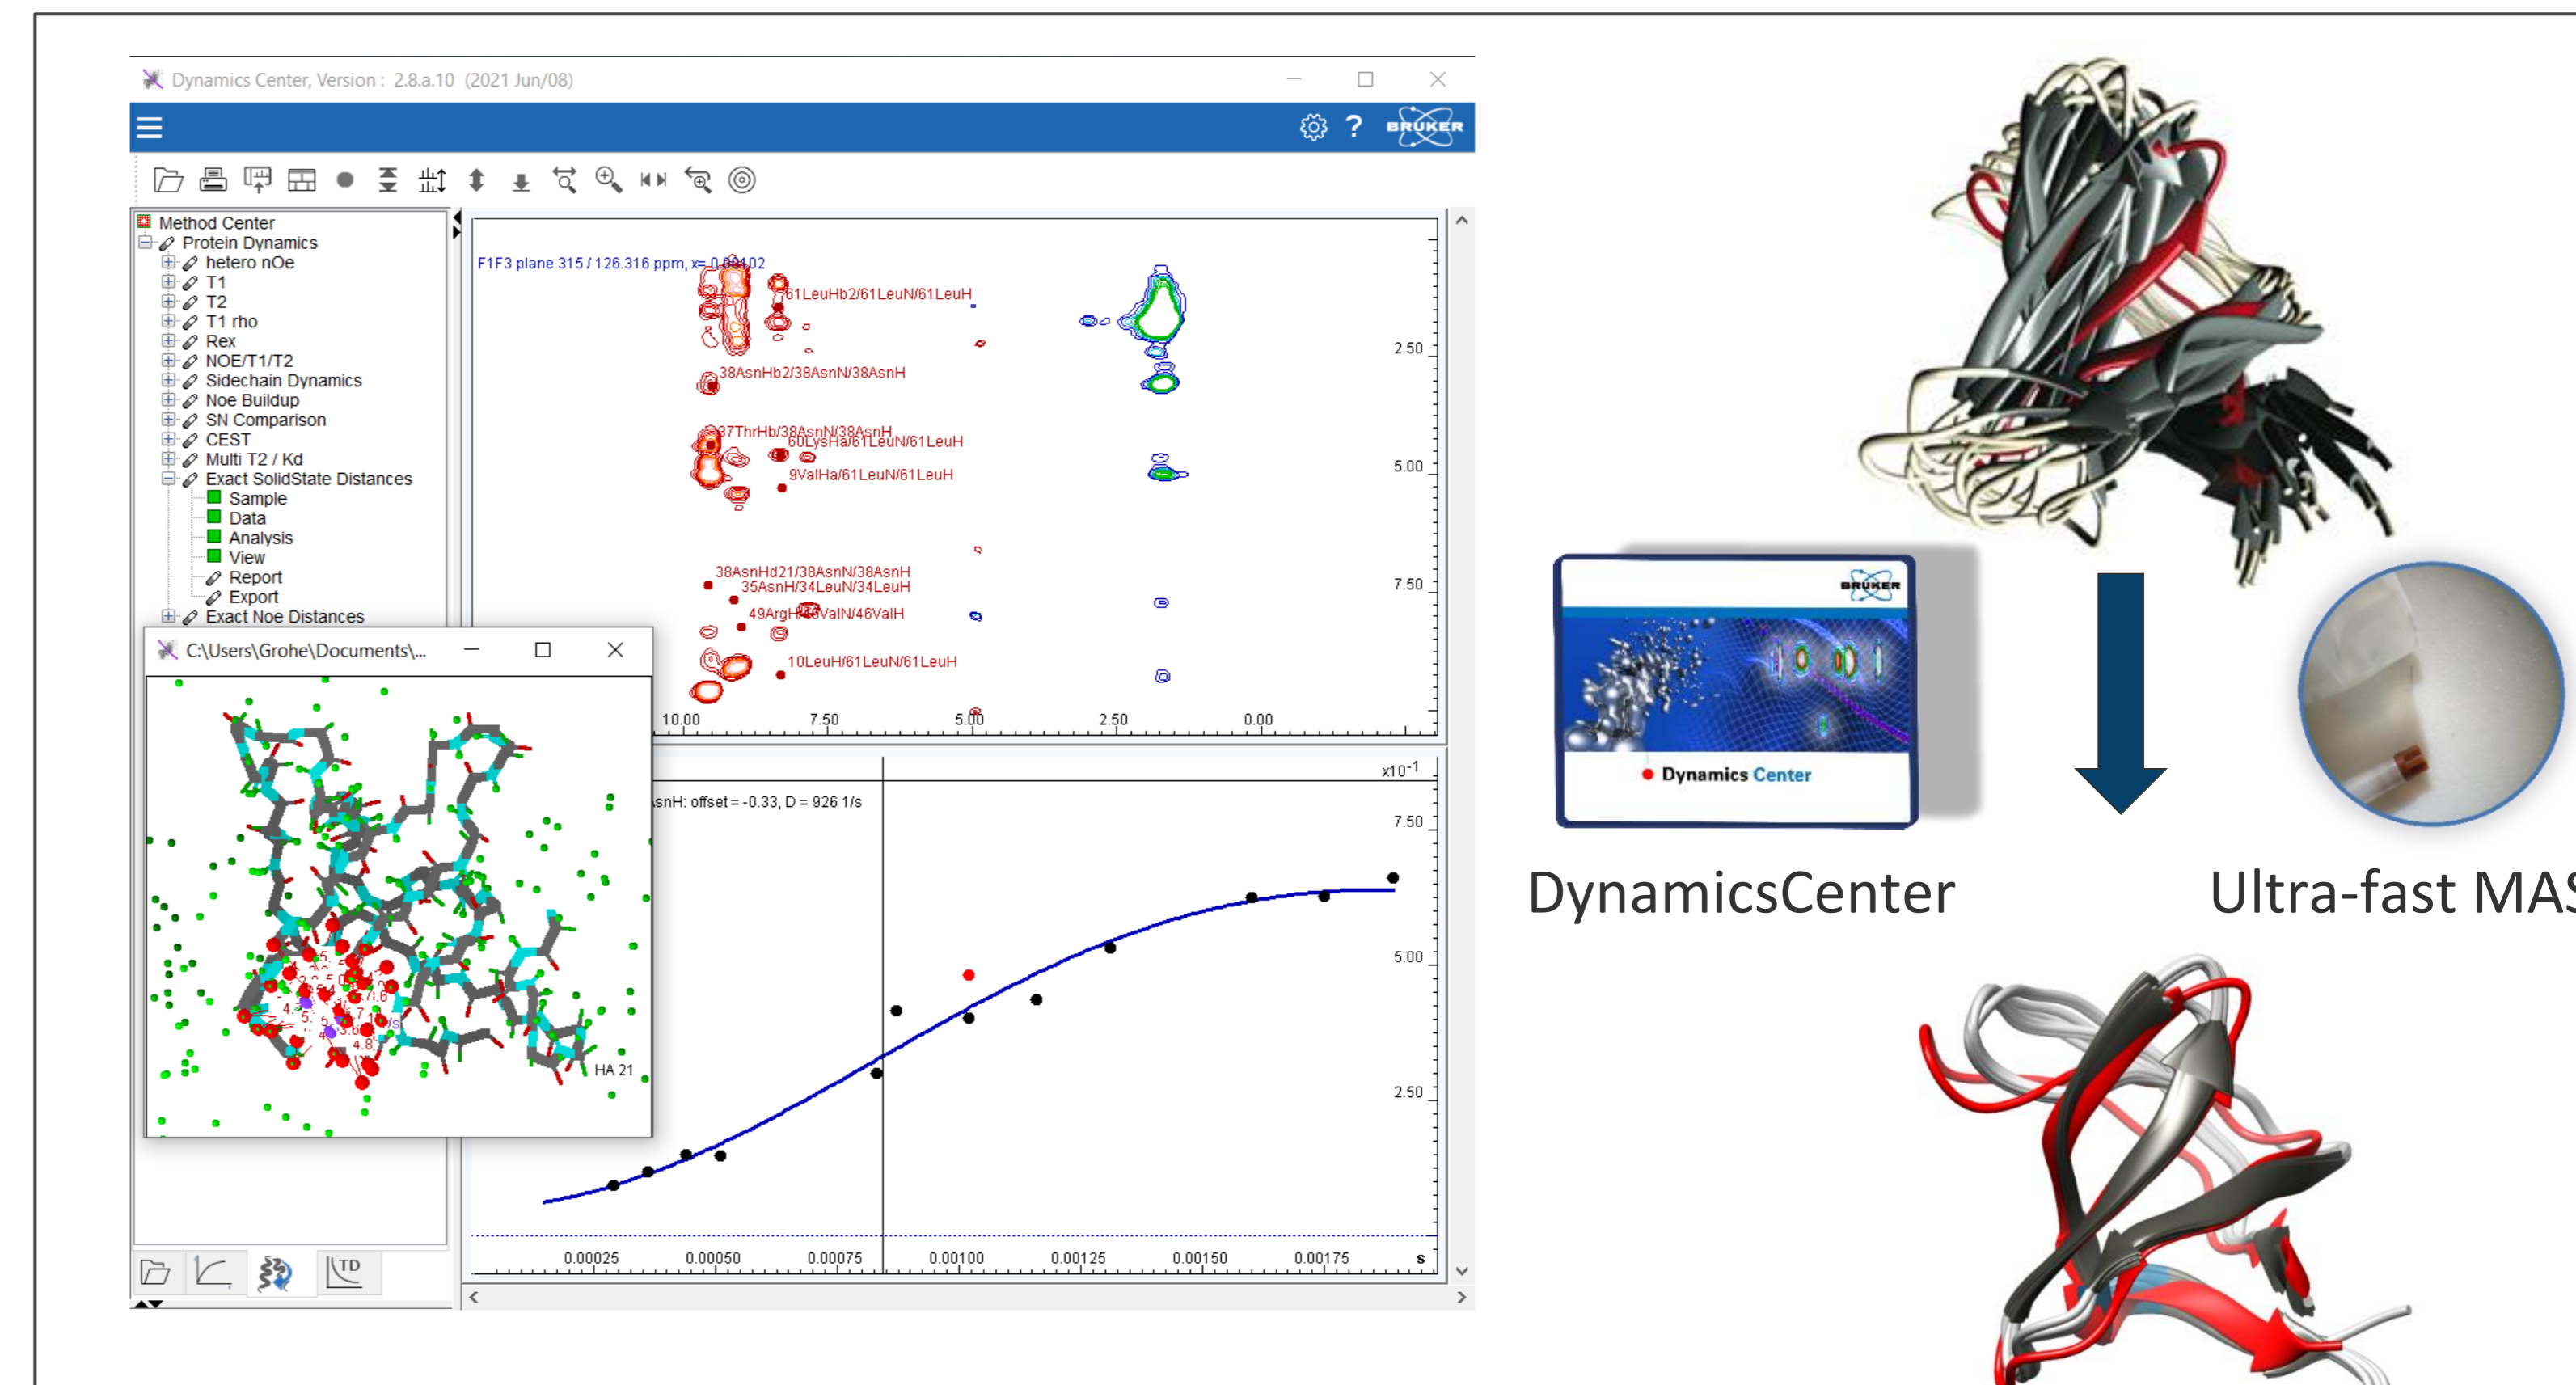 Dynamics Center, Version : 2.8.a.10 (2021 Jun/08)
? BRUKER
Method Center
Protein Dynamics
hetero nOe
T1
T2
T1 rho
Rex
NOE/T1/T2
Sidechain Dynamics
Noe Buildup
SN Comparison
CEST
Multi T2 / Kd
Exact SolidState Distances
Sample
Data
Analysis
View
Report
Export
Exact Noe Distances
F1F3 plane 315 / 126.316 ppm, x=
61LeuHb2/61LeuN/61LeuH
38AsnHb2/38AsnN/38AsnH
37ThrHb/38AsnN/38AsnH
60LysHa/61LeuN/61LeuH
9ValHa/61LeuN/61LeuH
38AsnHd21/38AsnN/38AsnH
35AsnH/34LeuN/34LeuH
49ArgH/46ValN/46ValH
10LeuH/61LeuN/61LeuH
2.50
5.00
7.50
10.00 7.50 5.00 2.50 0.00
C:\Users\Grohe\Documents\...
4.8
HA 21
snH: offset = -0.33, D = 926 1/s
x10-1
7.50
5.00
2.50
0.00025 0.00050 0.00075 0.00100 0.00125 0.00150 0.00175 s
TD
BRUKER
Dynamics Center
DynamicsCenter
Ultra-fast MAS